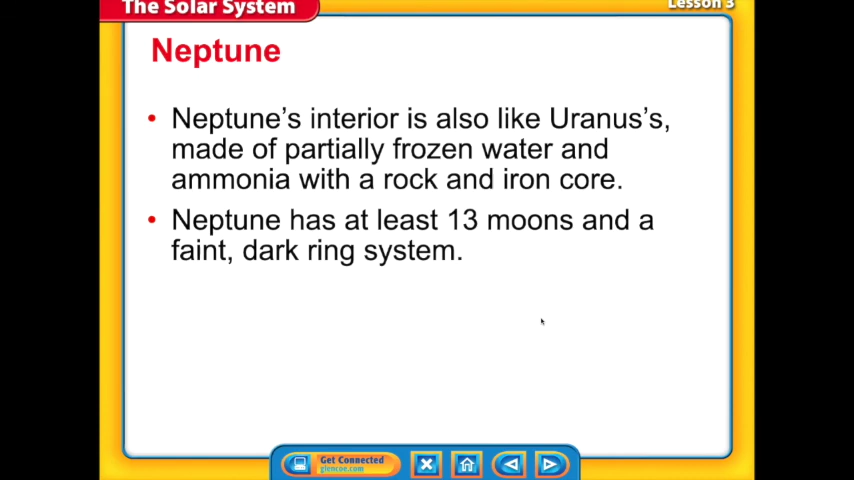 The Solar System
Lesson 3
Neptune
• Neptune's interior is also like Uranus's,
made of partially frozen water and
ammonia with a rock and iron core.
• Neptune has at least 13 moons and a
faint, dark ring system.
Get Connected
glencoe.com